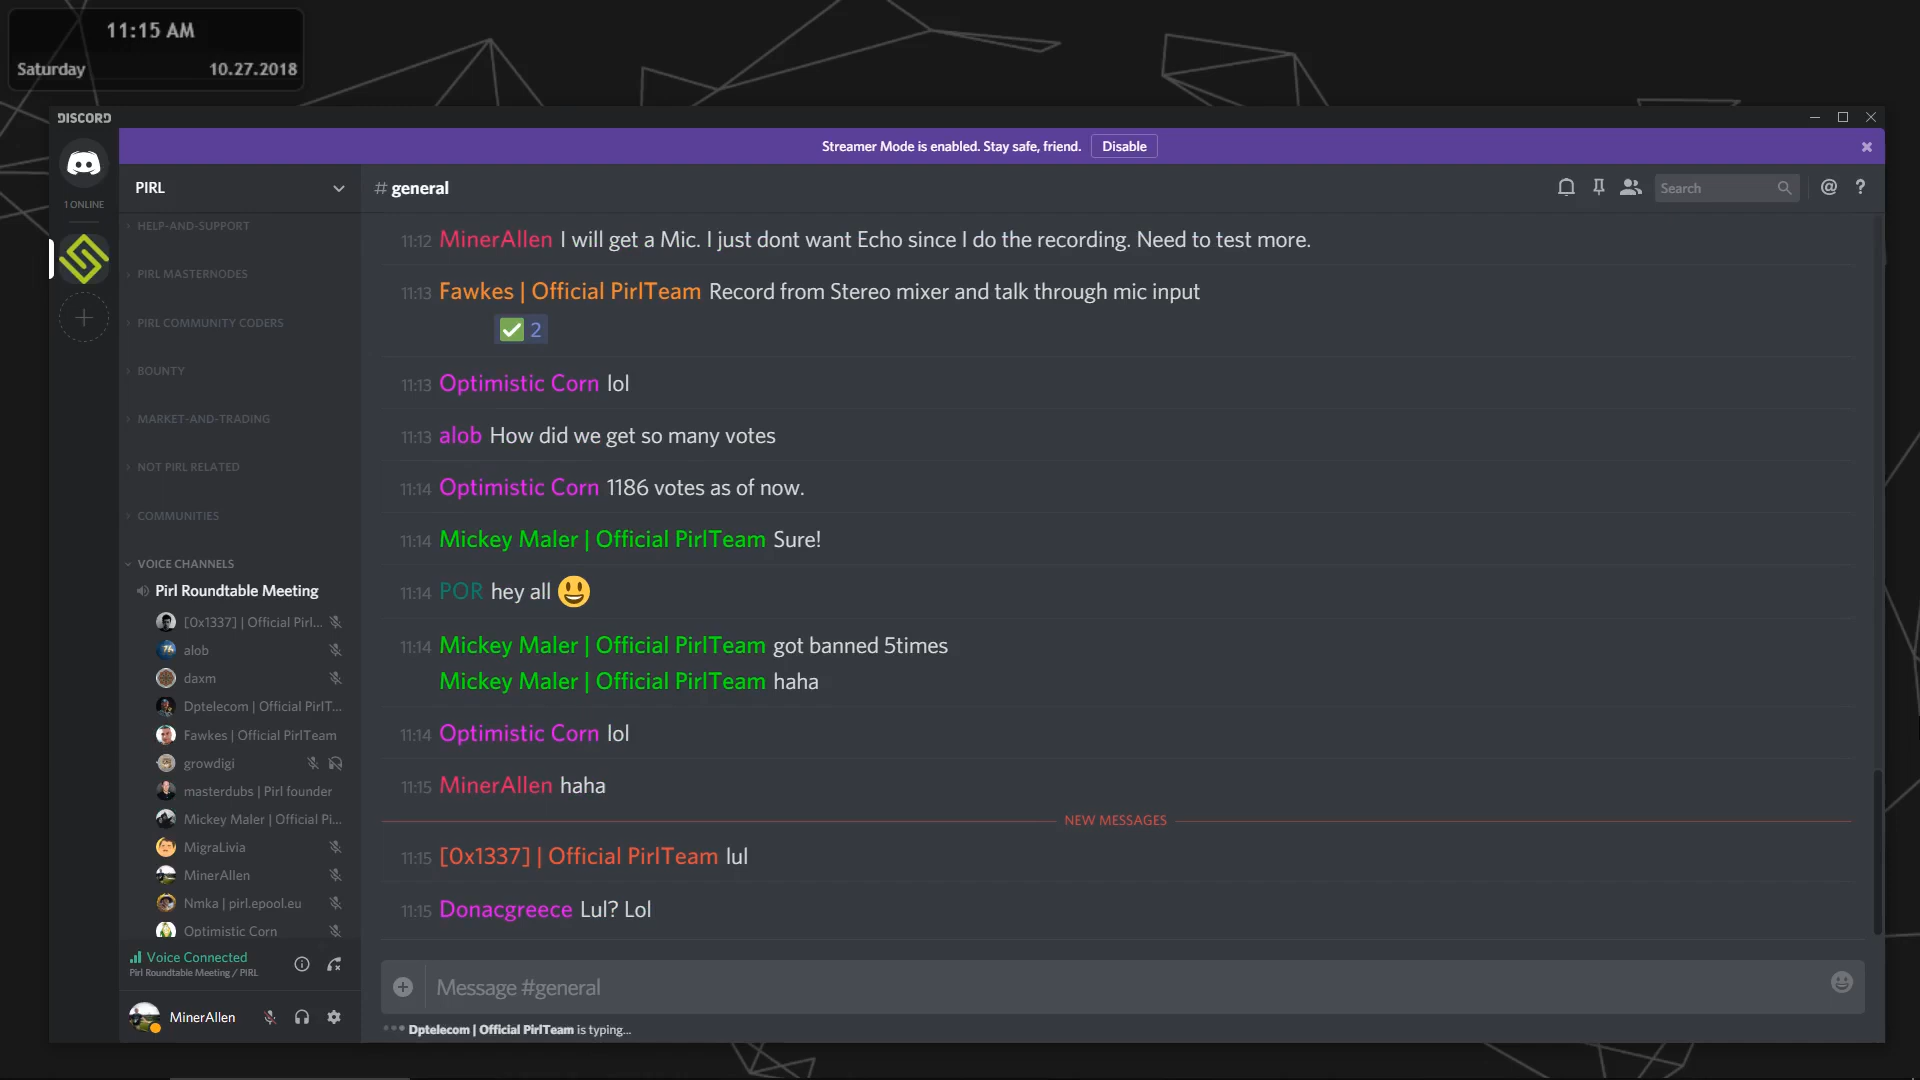 11:15 AM
Saturday 10.27.2018
DISCORD
Streamer Mode is enabled. Stay safe, friend. Disable
1 ONLINE
PIRL
HELP-AND-SUPPORT
PIRL MASTERNODES
PIRL COMMUNITY CODERS
BOUNTY
MARKET-AND-TRADING
NOT PIRL RELATED
COMMUNITIES
VOICE CHANNELS
Pirl Roundtable Meeting
[0x1337] | Official Pirl...
alob
daxm
Dptelecom | Official PirlT...
Fawkes | Official PirlTeam
growdigi
masterdubs | Pirl founder
Mickey Maler | Official Pi...
MigraLivia
MinerAllen
Nmka | pirl.epool.eu
Optimistic Corn
Voice Connected
Pirl Roundtable Meeting / PIRL
MinerAllen
# general
Search @ ?
11:12 MinerAllen I will get a Mic. I just dont want Echo since I do the recording. Need to test more.
11:13 Fawkes | Official PirlTeam Record from Stereo mixer and talk through mic input
✅ 2
11:13 Optimistic Corn lol
11:13 alob How did we get so many votes
11:14 Optimistic Corn 1186 votes as of now.
11:14 Mickey Maler | Official PirlTeam Sure!
11:14 POR hey all 😃
11:14 Mickey Maler | Official PirlTeam got banned 5times
Mickey Maler | Official PirlTeam haha
11:14 Optimistic Corn lol
11:15 MinerAllen haha
NEW MESSAGES
11:15 [0x1337] | Official PirlTeam lul
11:15 Donacgreece Lul? Lol
Message #general
Dptelecom | Official PirlTeam is typing...